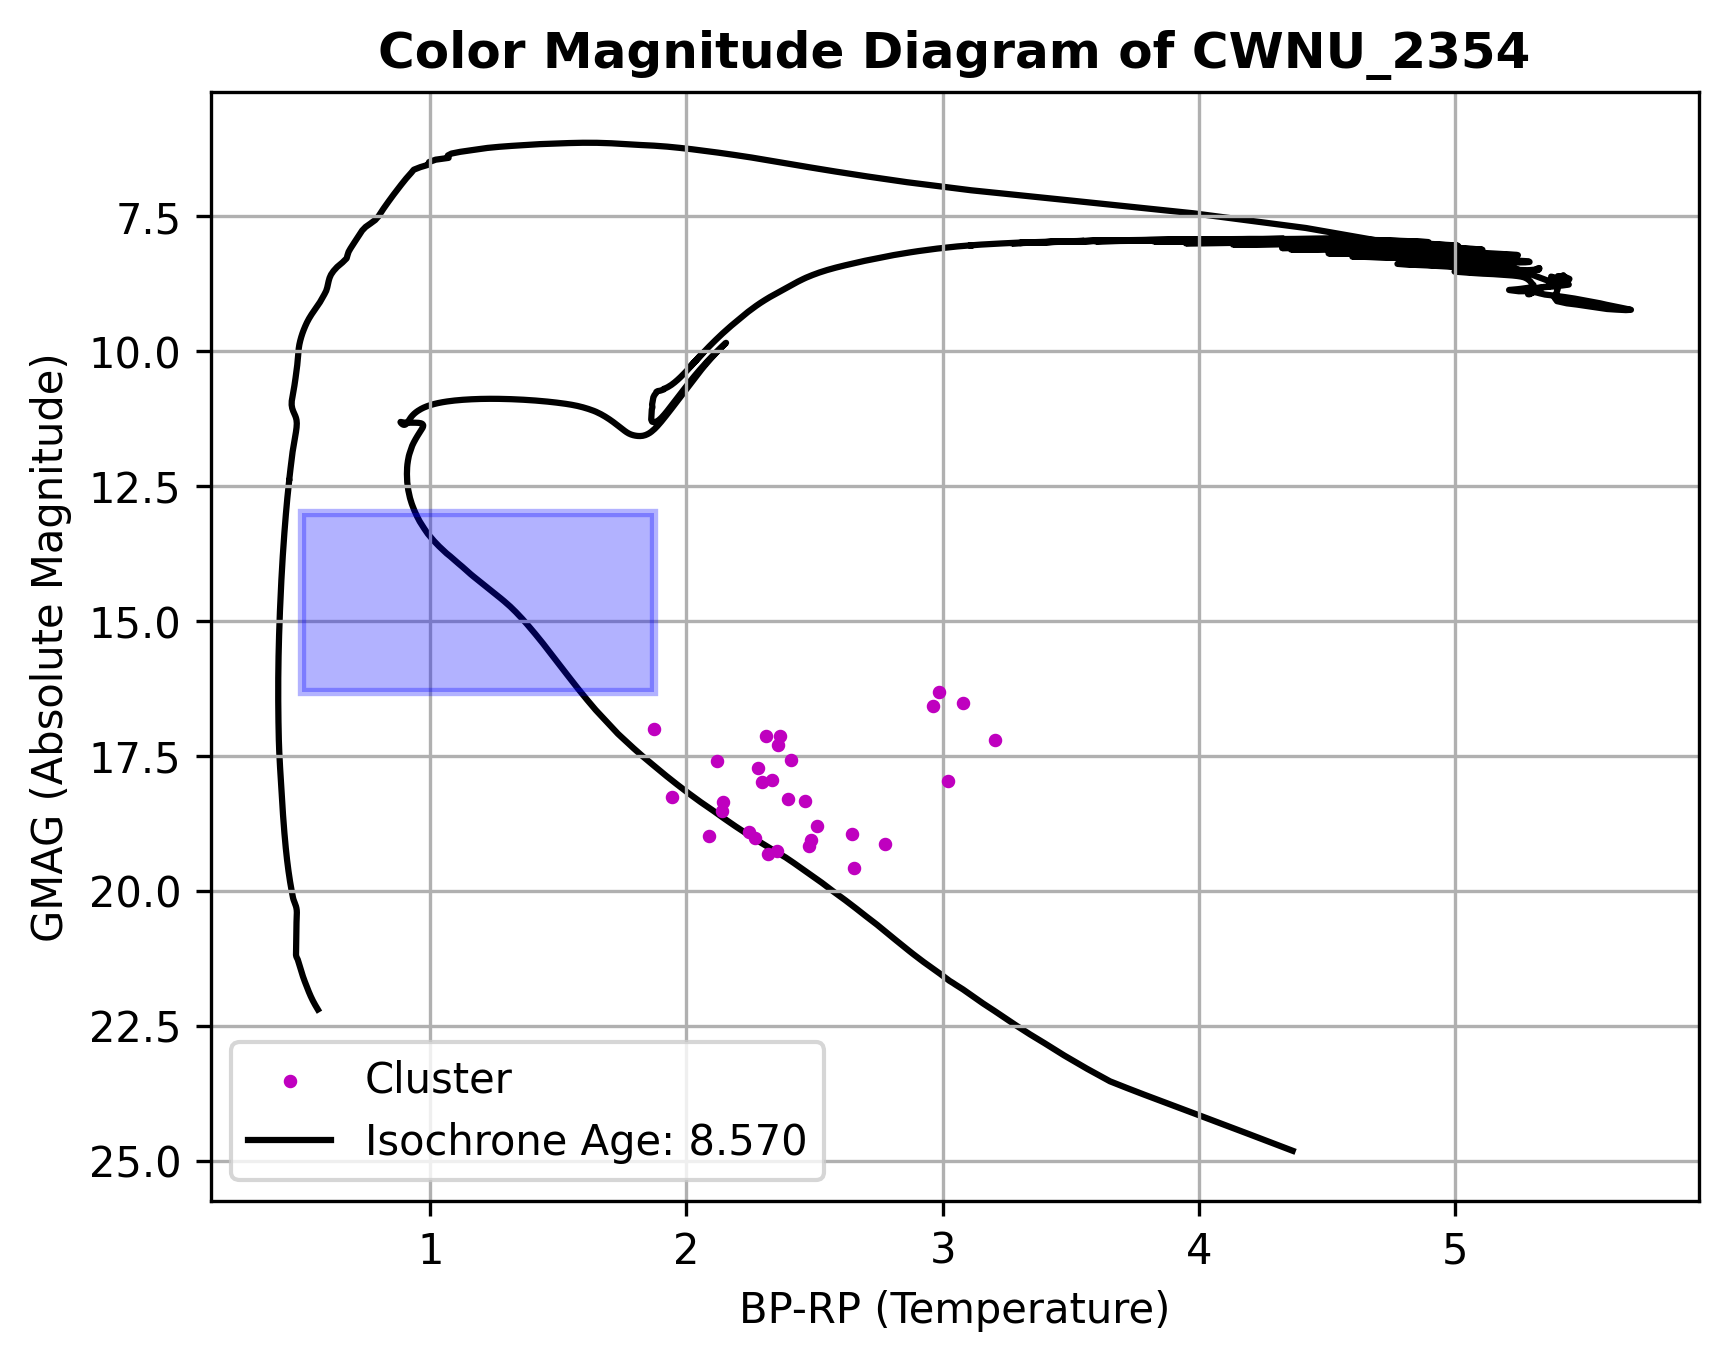 Color Magnitude Diagram of CWNU_2354
GMAG (Absolute Magnitude)
7.5
10.0
12.5
15.0
17.5
20.0
22.5
25.0
Cluster
Isochrone Age: 8.570
1 2 3 4 5
BP-RP (Temperature)